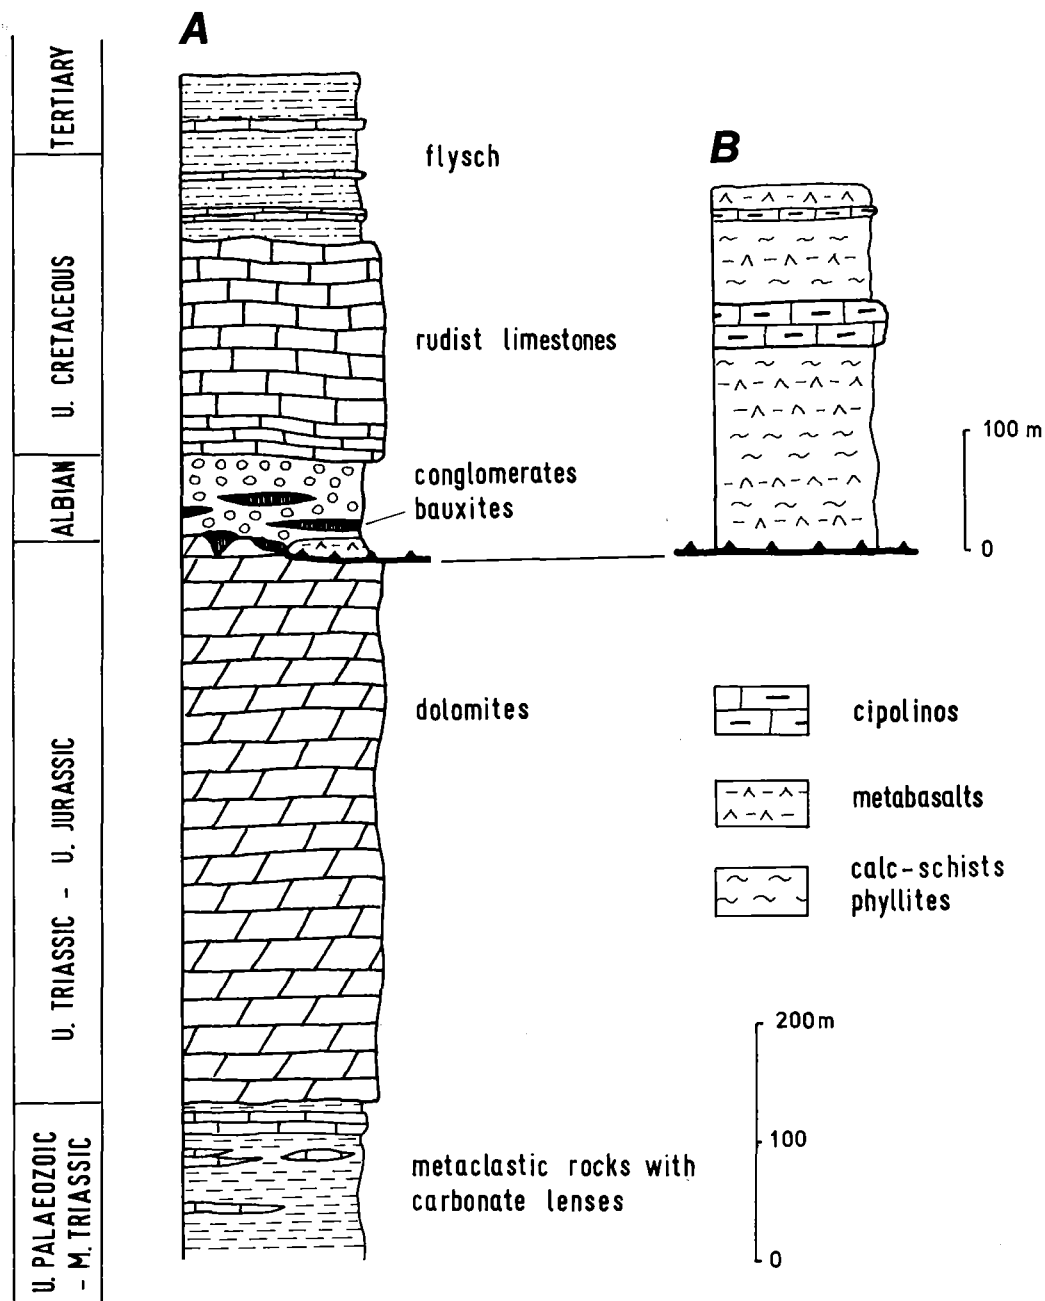 A
TERTIARY
B
flysch
U. CRETACEOUS
rudist limestones
100 m
ALBIAN
conglomerates
bauxites
0
U. TRIASSIC - U. JURASSIC
dolomites
cipolinos
metabasalts
calc-schists
phyllites
200m
100
U. PALAEOZOIC
- M. TRIASSIC
metaclastic rocks with
carbonate lenses
0